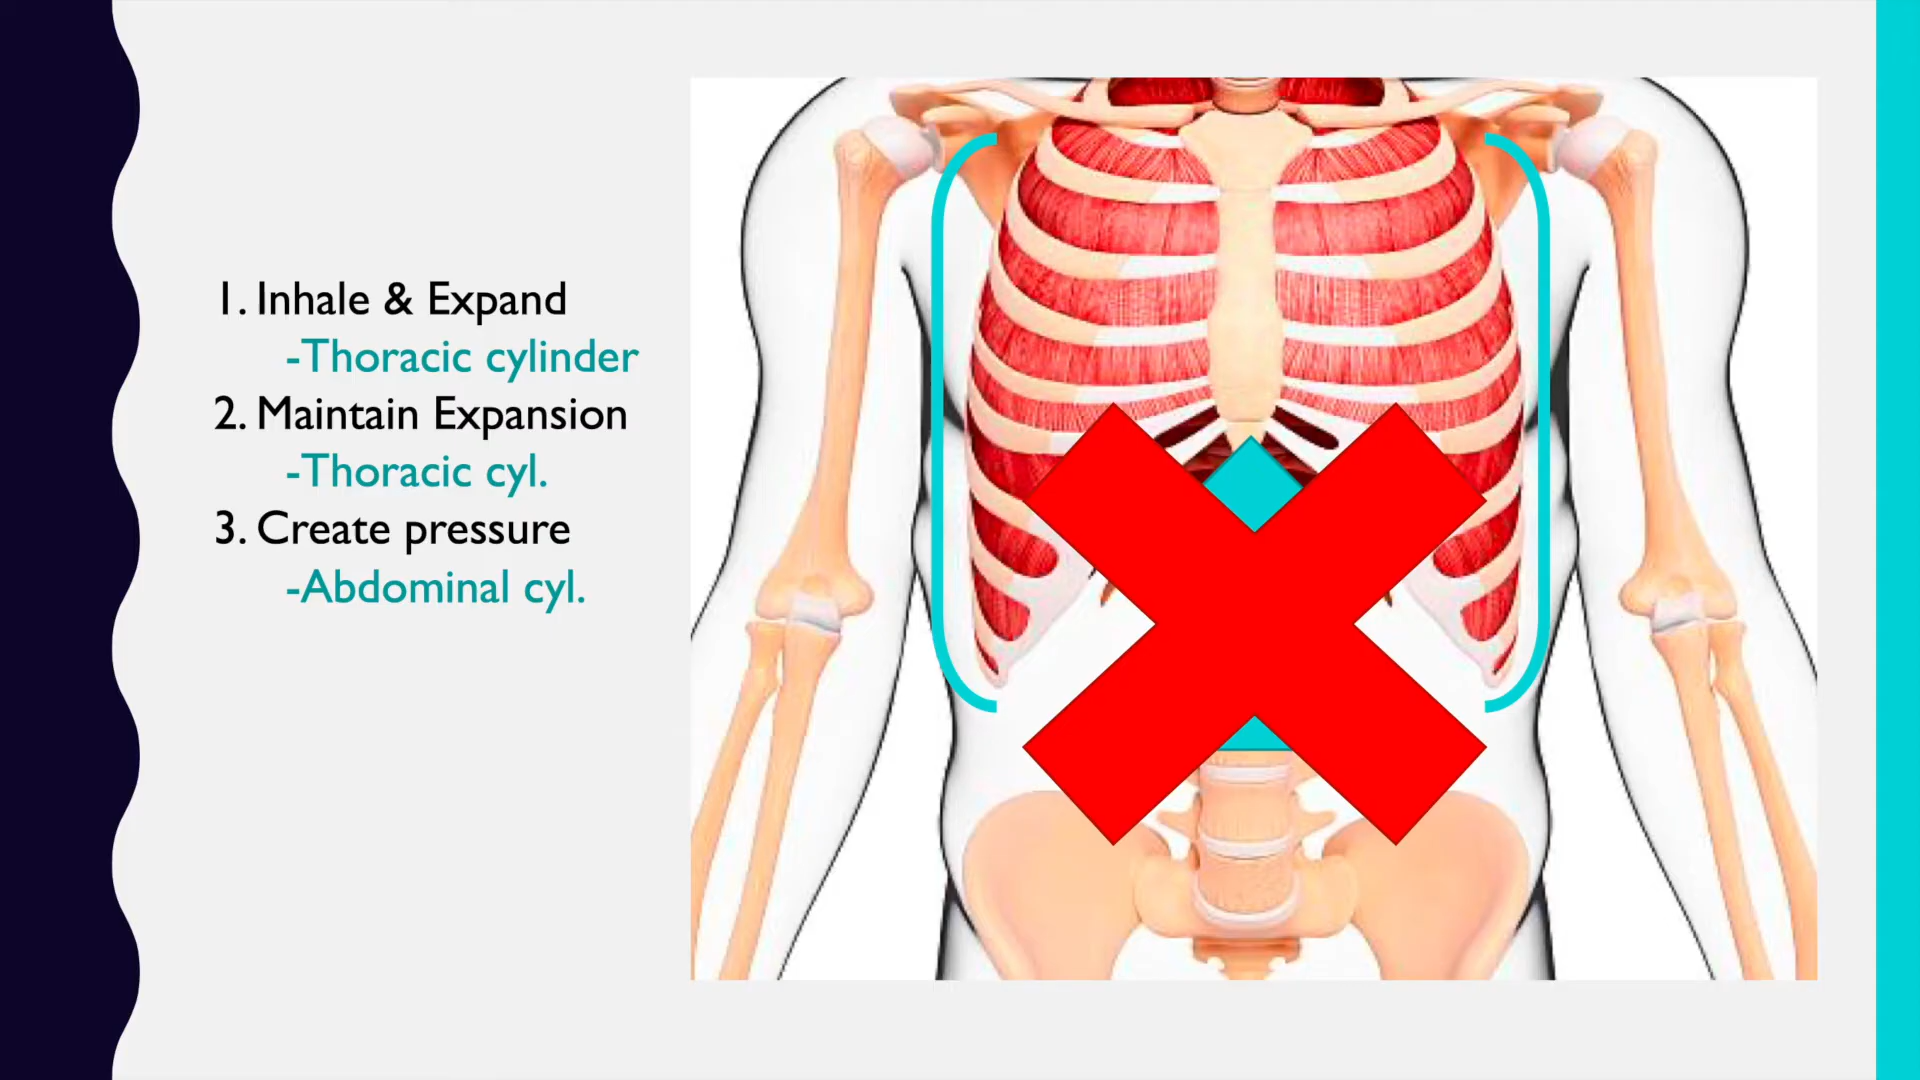 1. Inhale & Expand
-Thoracic cylinder
2. Maintain Expansion
-Thoracic cyl.
3. Create pressure
-Abdominal cyl.